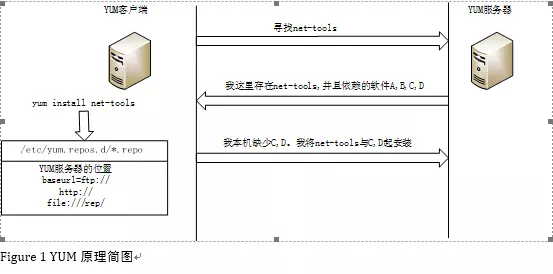 YUM客户端
YUM服务器
寻找net-tools
我这里存在net-tools,并且依赖的软件A,B,C,D
yum install net-tools
/etc/yum.repos.d/*.repo
我本机缺少C,D。我将net-tools与C,D起安装
YUM服务器的位置
baseurl=ftp://
http://
file:///rep/
Figure 1 YUM 原理简图